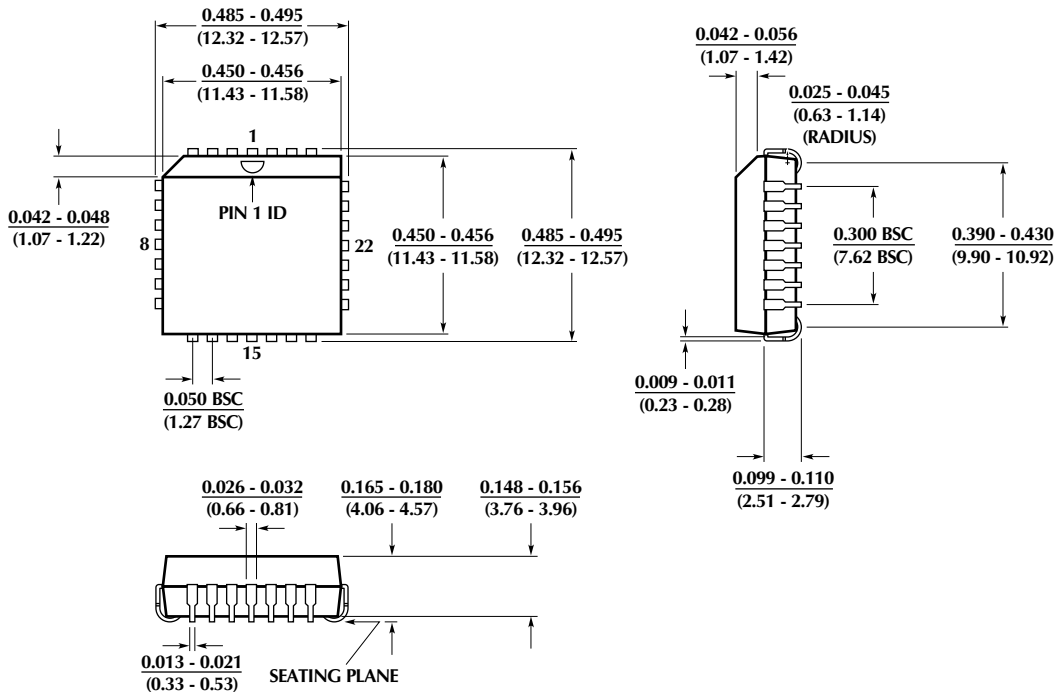 0.485 - 0.495
(12.32 - 12.57)
0.450 - 0.456
(11.43 - 11.58)
1
PIN 1 ID
0.042 - 0.048
(1.07 - 1.22)
8
22
0.450 - 0.456
(11.43 - 11.58)
0.485 - 0.495
(12.32 - 12.57)
15
0.050 BSC
(1.27 BSC)
0.042 - 0.056
(1.07 - 1.42)
0.025 - 0.045
(0.63 - 1.14)
(RADIUS)
0.300 BSC
(7.62 BSC)
0.390 - 0.430
(9.90 - 10.92)
0.009 - 0.011
(0.23 - 0.28)
0.099 - 0.110
(2.51 - 2.79)
0.026 - 0.032
(0.66 - 0.81)
0.165 - 0.180
(4.06 - 4.57)
0.148 - 0.156
(3.76 - 3.96)
0.013 - 0.021
(0.33 - 0.53)
SEATING PLANE